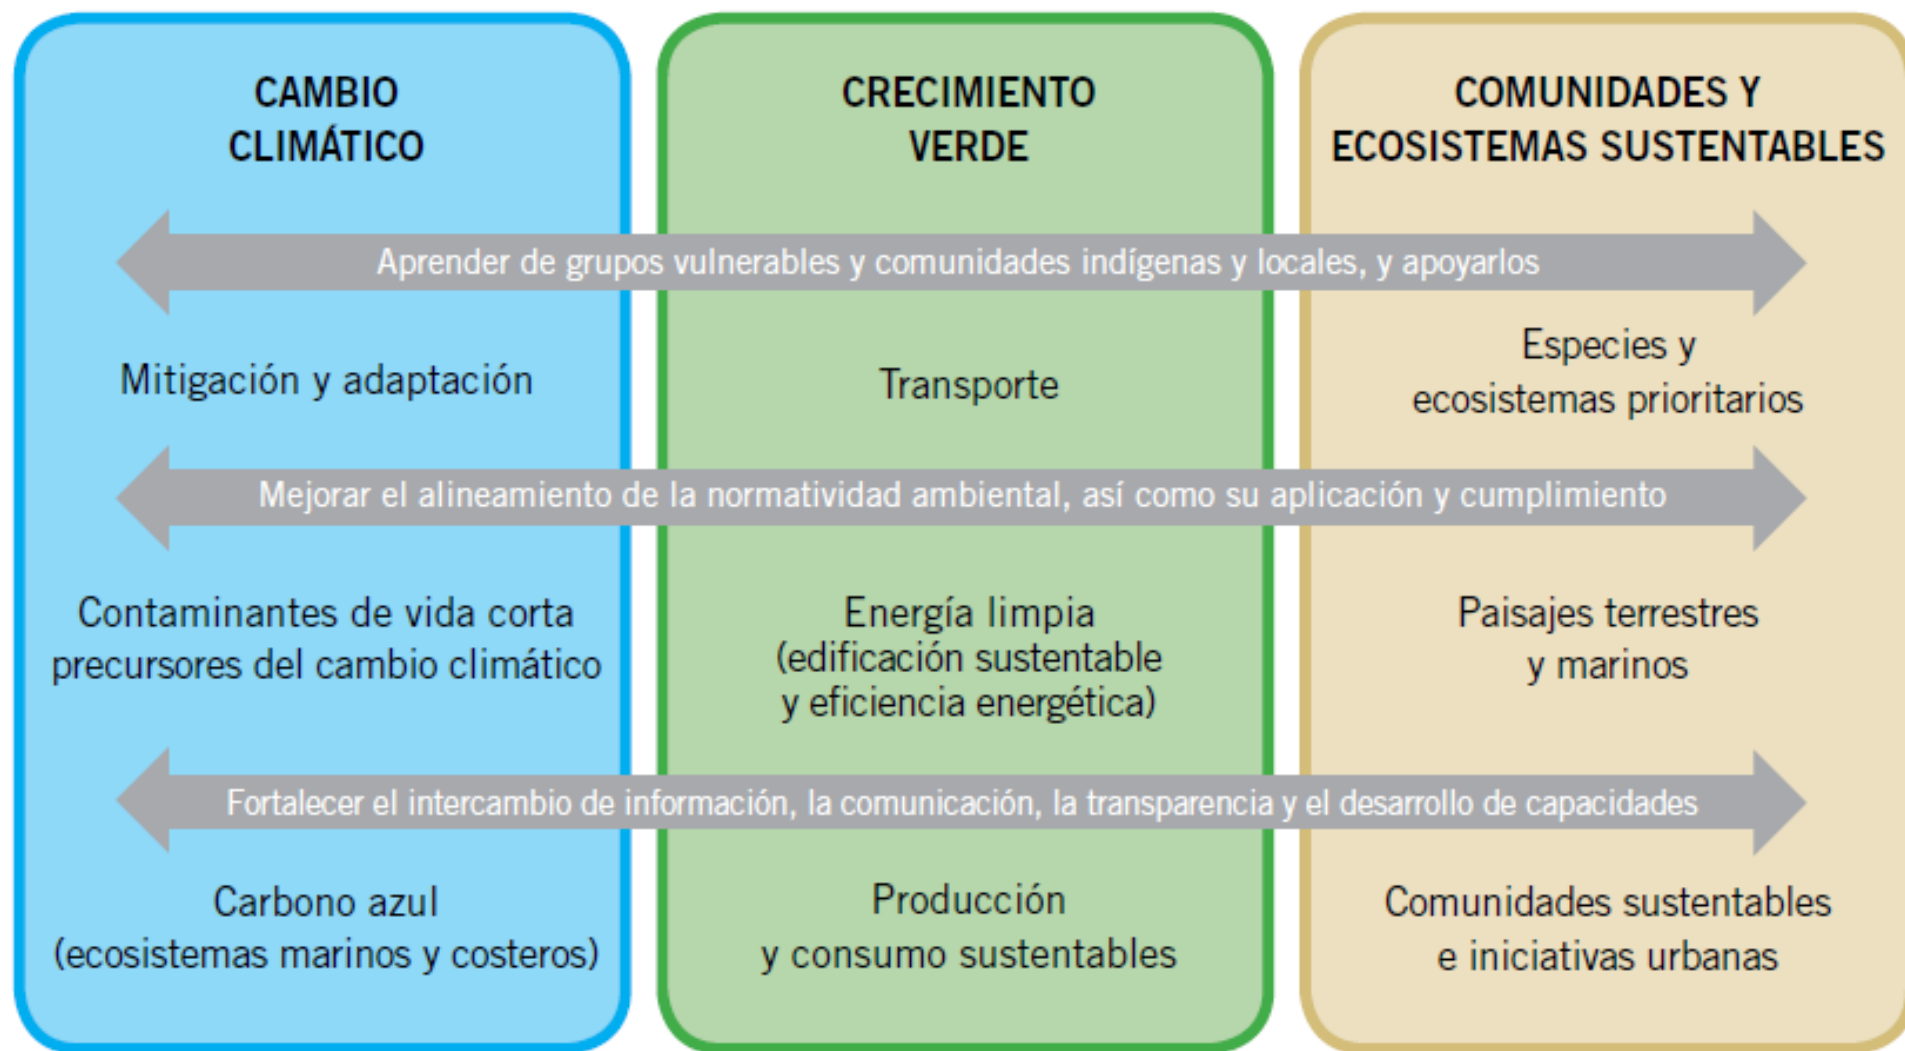 CAMBIO
CLIMÁTICO
CRECIMIENTO
VERDE
COMUNIDADES Y
ECOSISTEMAS SUSTENTABLES
Aprender de grupos vulnerables y comunidades indígenas y locales, y apoyarlos
Mitigación y adaptación
Transporte
Especies y
ecosistemas prioritarios
Mejorar el alineamiento de la normatividad ambiental, así como su aplicación y cumplimiento
Contaminantes de vida corta
precursores del cambio climático
Energía limpia
(edificación sustentable
y eficiencia energética)
Paisajes terrestres
y marinos
Fortalecer el intercambio de información, la comunicación, la transparencia y el desarrollo de capacidades
Carbono azul
(ecosistemas marinos y costeros)
Producción
y consumo sustentables
Comunidades sustentables
e iniciativas urbanas